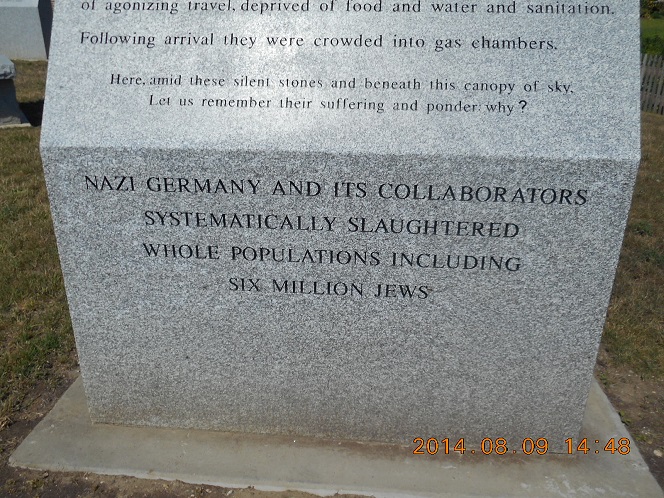 of agonizing travel, deprived of food and water and sanitation.
Following arrival they were crowded into gas chambers.
Here, amid these silent stones and beneath this canopy of sky,
Let us remember their suffering and ponder: why?
NAZI GERMANY AND ITS COLLABORATORS
SYSTEMATICALLY SLAUGHTERED
WHOLE POPULATIONS INCLUDING
SIX MILLION JEWS
2014.08.09 14:48